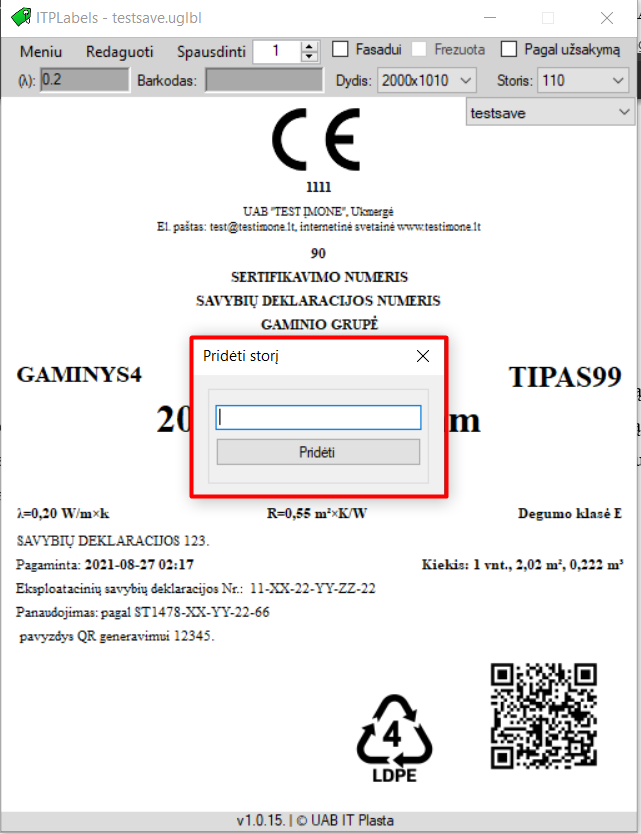 ITPLabels - testsave.uglbl
Meniu Redaguoti Spausdinti 1 Fasadui Frezuota Pagal užsakymą
(λ): 0.2 Barkodas: Dydis: 2000x1010 Storis: 110
testsave
CE
1111
UAB "TEST ĮMONE", Ukmergė
El. paštas: test@testimone.lt, internetinė svetainė www.testimone.lt
90
SERTIFIKAVIMO NUMERIS
SAVYBIŲ DEKLARACIJOS NUMERIS
GAMINIO GRUPĖ
Pridėti storį
GAMINYS4 TIPAS99
20 m
Pridėti
λ=0,20 W/m×k R=0,55 m²×K/W Degumo klasė E
SAVYBIŲ DEKLARACIJOS 123.
Pagaminta: 2021-08-27 02:17 Kiekis: 1 vnt., 2,02 m², 0,222 m³
Eksploatacinių savybių deklaracijos Nr.: 11-XX-22-YY-ZZ-22
Panaudojimas: pagal ST1478-XX-YY-22-66
pavyzdys QR generavimui 12345.
4
LDPE
v1.0.15. | © UAB IT Plasta